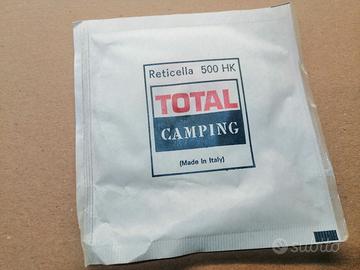 Reticella 500 HK
TOTAL
CAMPING
(Made in Italy)
subito